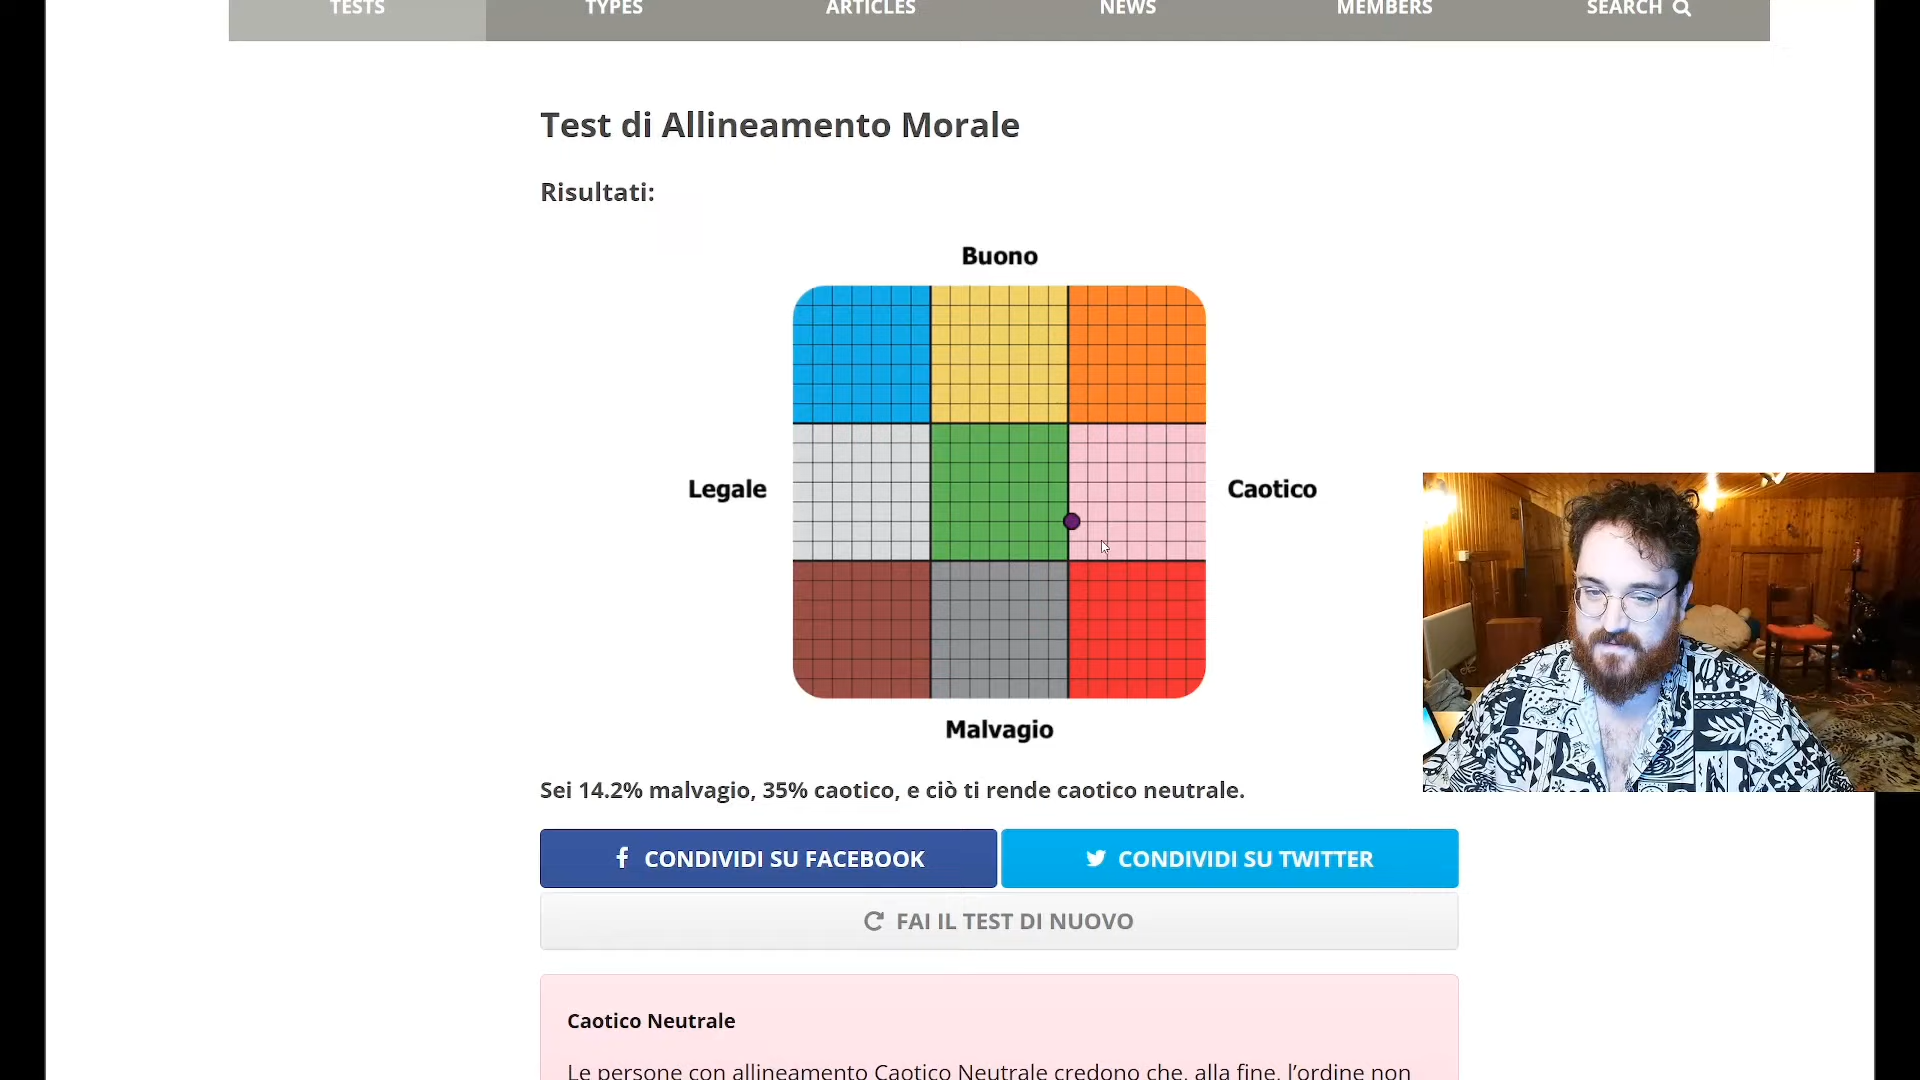 TESTS
TYPES
ARTICLES
NEWS
MEMBERS
SEARCH
Test di Allineamento Morale
Risultati:
Buono
Legale
Caotico
Malvagio
Sei 14.2% malvagio, 35% caotico, e ciò ti rende caotico neutrale.
CONDIVIDI SU FACEBOOK
CONDIVIDI SU TWITTER
FAI IL TEST DI NUOVO
Caotico Neutrale
Le persone con allineamento Caotico Neutrale credono che, alla fine, l'ordine non